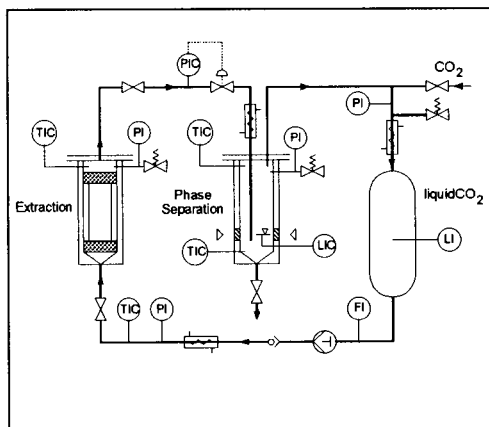 PIC
CO2
PI
TIC
PI
TIC
PI
Extraction
Phase
Separation
liquidCO2
TIC
LIC
LI
TIC
PI
FI